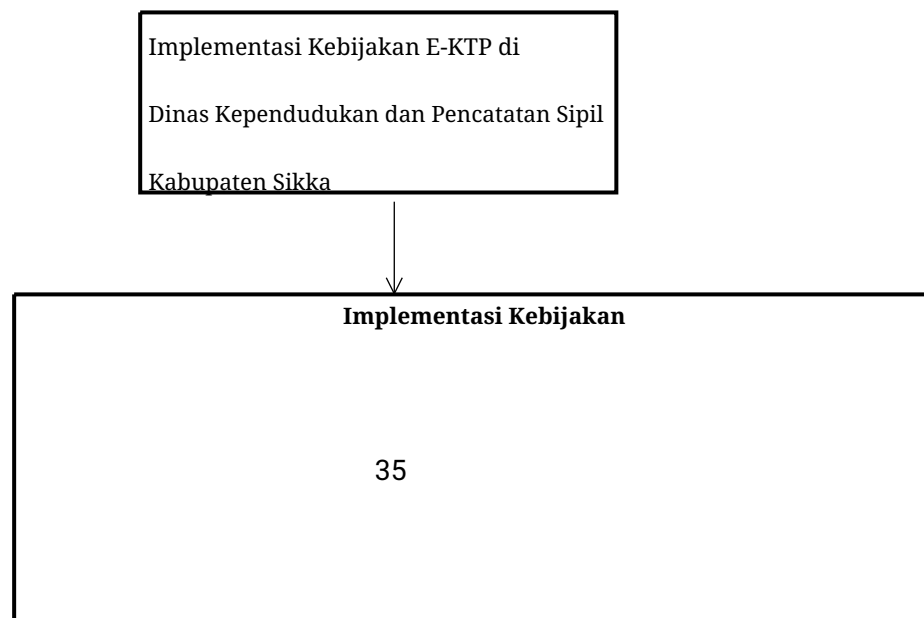 Implementasi Kebijakan E-KTP di
Dinas Kependudukan dan Pencatatan Sipil
Kabupaten Sikka
Implementasi Kebijakan
35